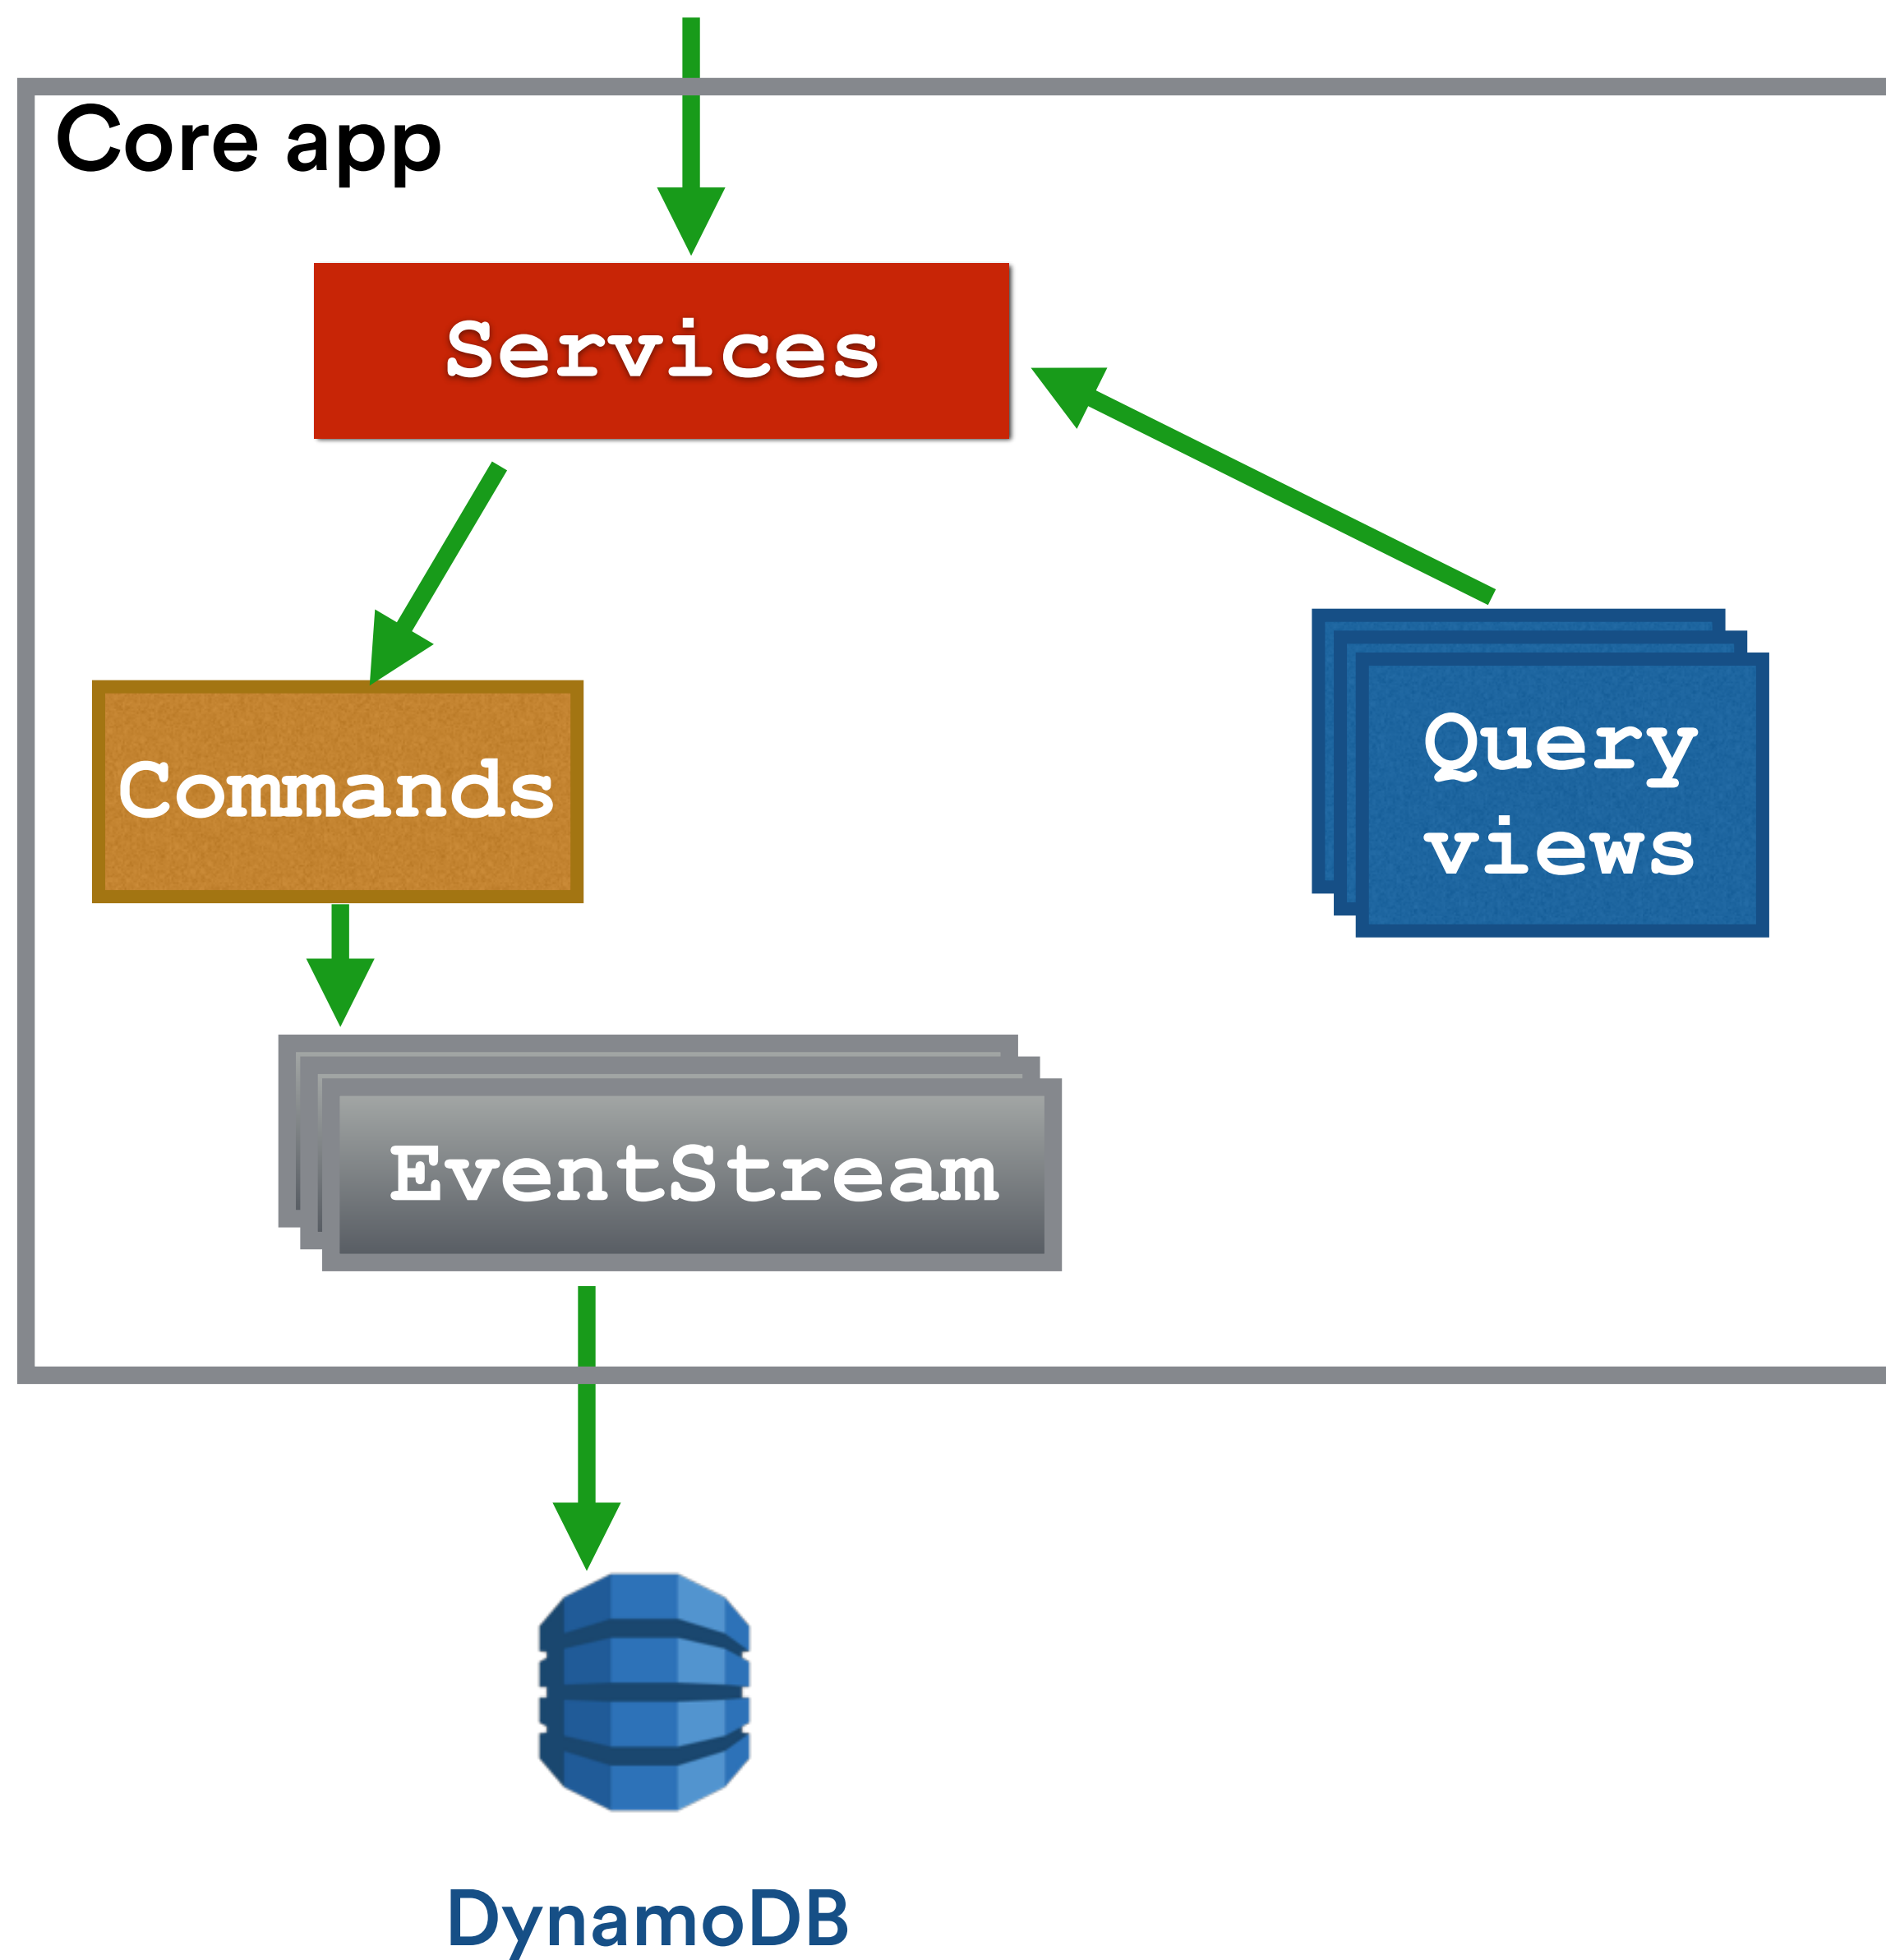 Core app
Services
Commands
Query
views
EventStream
DynamoDB